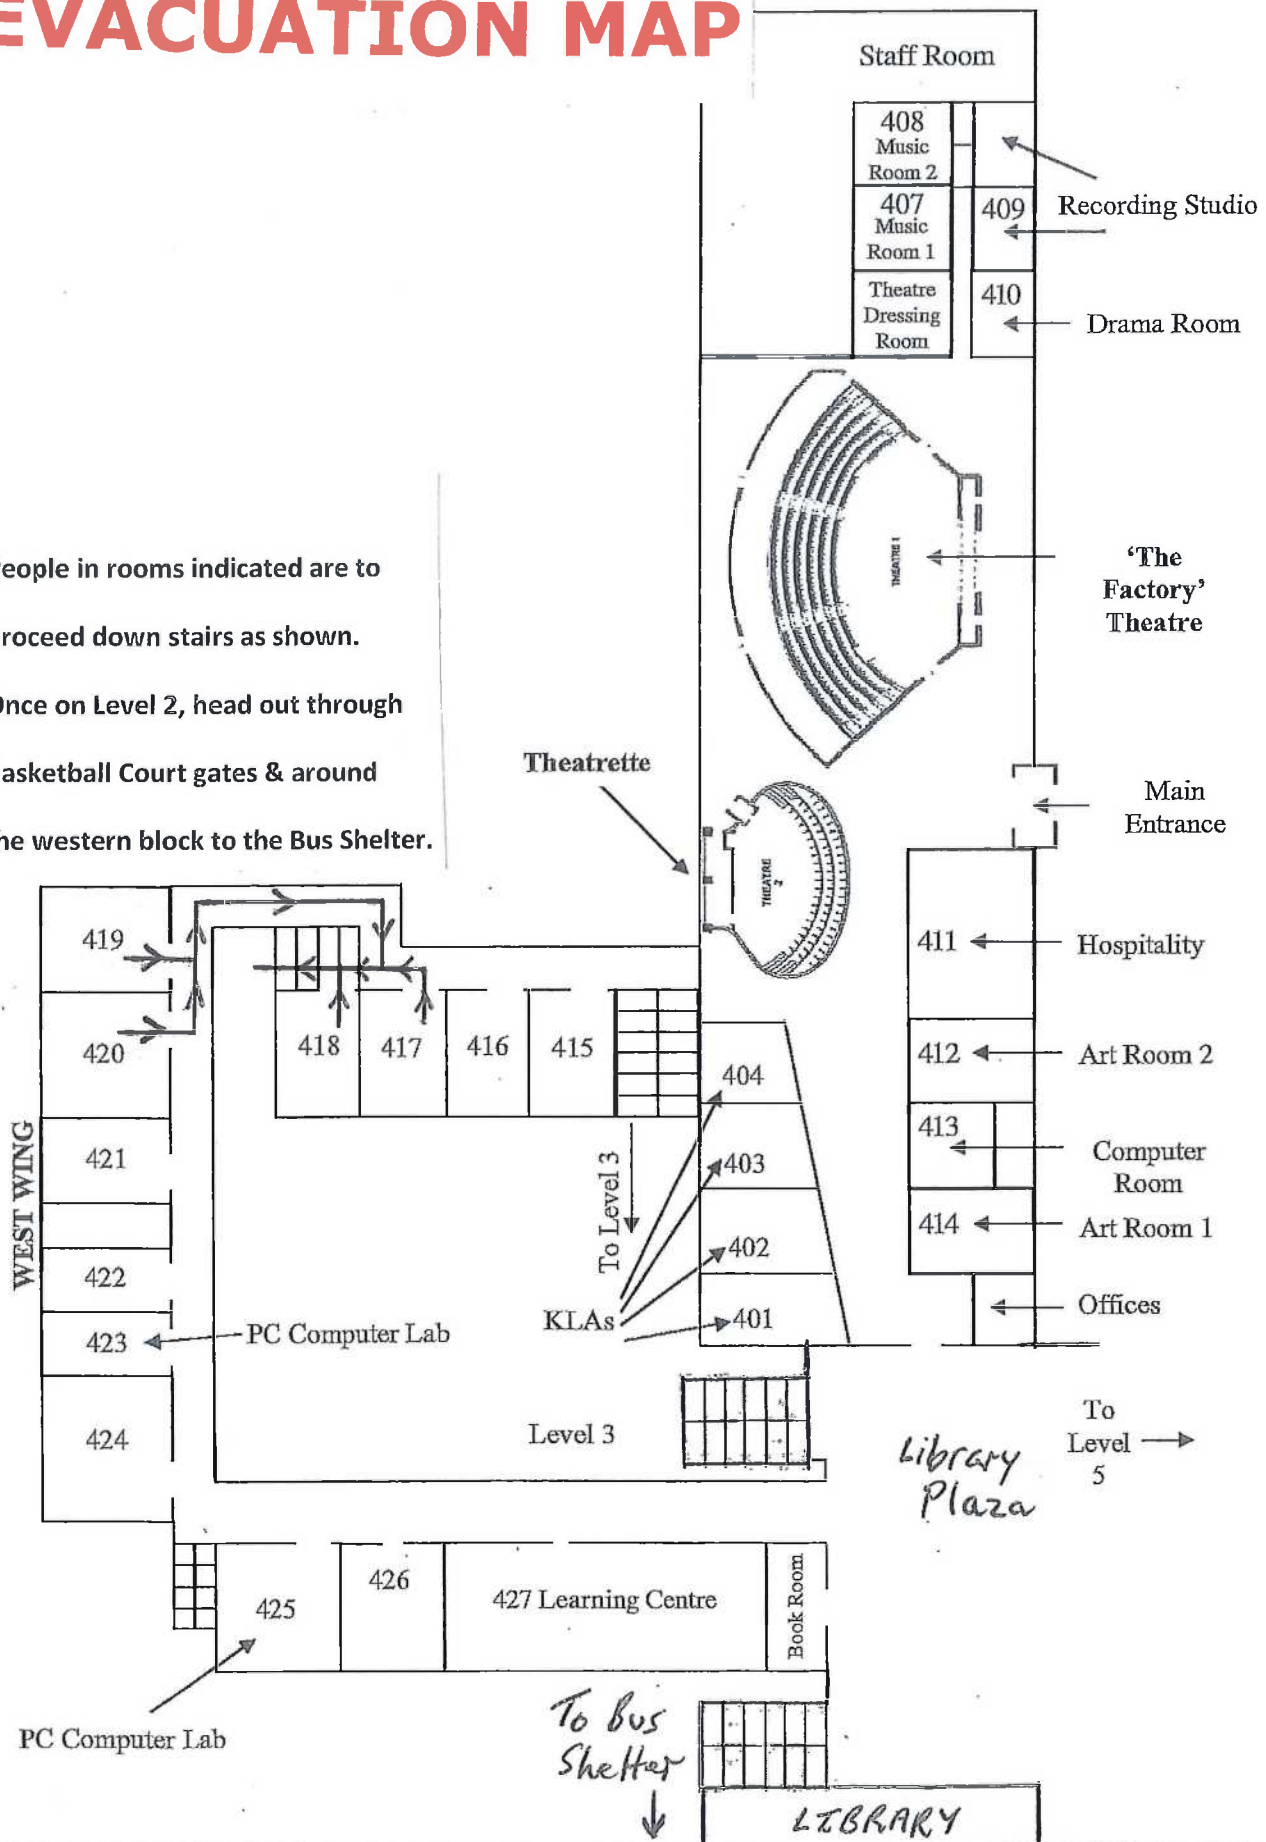 EVACUATION MAP
Staff Room
408
Music
Room 2
407
Music
Room 1
409
Recording Studio
Theatre
Dressing
Room
410
Drama Room
THEATRE 1
'The
Factory'
Theatre
eople in rooms indicated are to
roceed down stairs as shown.
Once on Level 2, head out through
asketball Court gates & around
he western block to the Bus Shelter.
Theatrette
THEATRE
2
Main
Entrance
411
Hospitality
419
420
418
417
416
415
404
412
Art Room 2
421
413
Computer
Room
403
WEST WING
To Level 3
402
414
Art Room 1
422
KLAs
401
Offices
423
PC Computer Lab
424
Level 3
Library
Plaza
To
Level
5
425
426
427 Learning Centre
Book Room
PC Computer Lab
To Bus
Shelter
LIBRARY